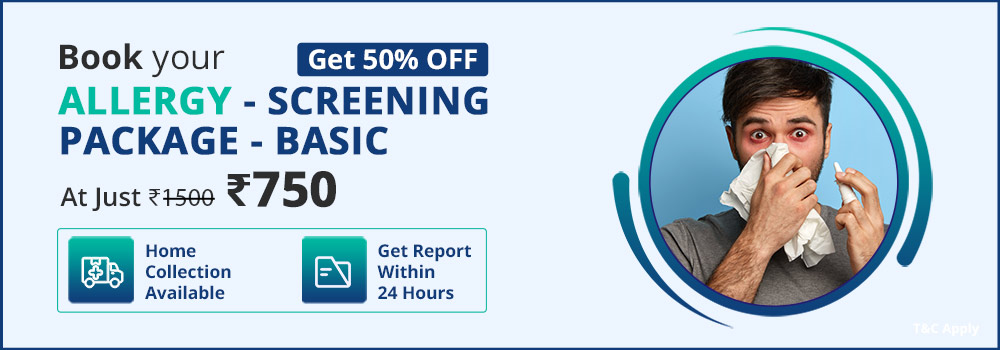 Book your
Get 50% OFF
ALLERGY - SCREENING
PACKAGE - BASIC
At Just ₹1500 ₹750
Home
Collection
Available
Get Report
Within
24 Hours
T&C Apply